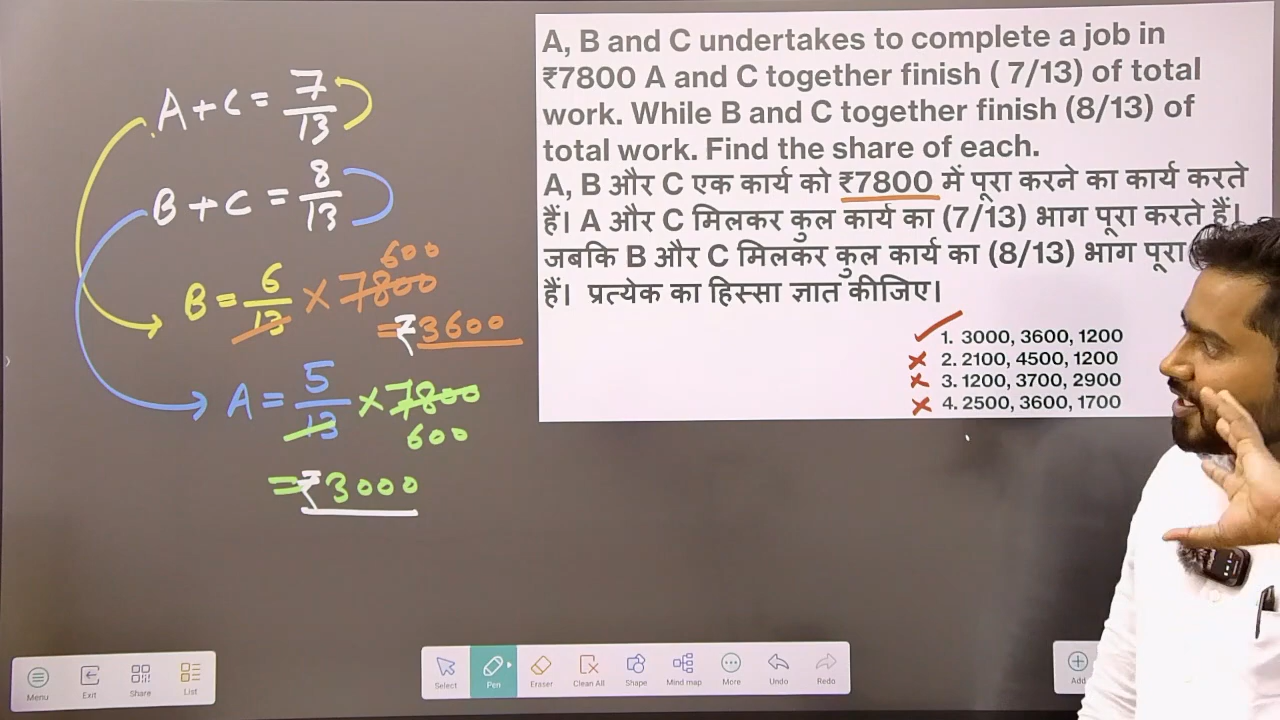 A+C = 7/13
B+C = 8/13
B = 6/13 × 7800 600
= ₹3600
A = 5/13 × 7800 600
= ₹3000
A, B and C undertakes to complete a job in
₹7800 A and C together finish ( 7/13) of total
work. While B and C together finish (8/13) of
total work. Find the share of each.
A, B और C एक कार्य को ₹7800 में पूरा करने का कार्य करते
हैं। A और C मिलकर कुल कार्य का (7/13) भाग पूरा करते हैं।
जबकि B और C मिलकर कुल कार्य का (8/13) भाग पूरा
हैं। प्रत्येक का हिस्सा ज्ञात कीजिए।
1. 3000, 3600, 1200
2. 2100, 4500, 1200
3. 1200, 3700, 2900
4. 2500, 3600, 1700
Menu Exit Share List
Select Pen Eraser Clean All Shape Mind map More Undo Redo
Add